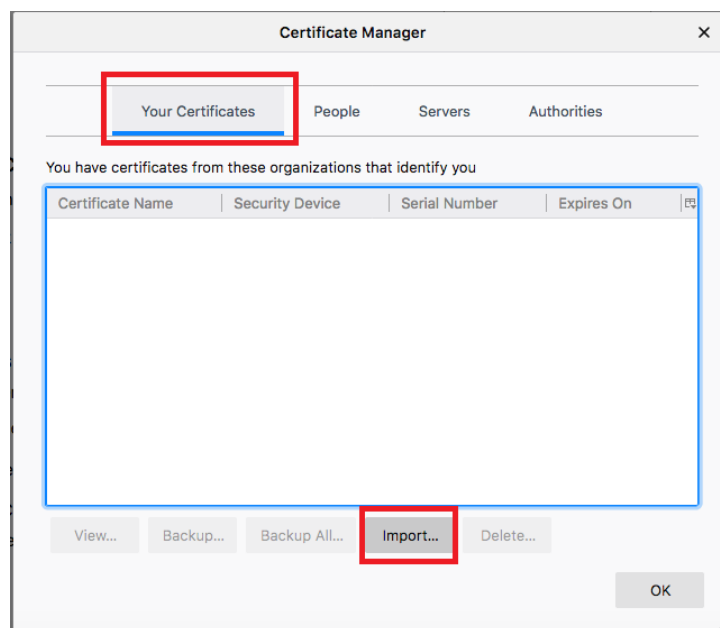 Certificate Manager
Your Certificates People Servers Authorities
You have certificates from these organizations that identify you
Certificate Name Security Device Serial Number Expires On
View... Backup... Backup All... Import... Delete...
OK